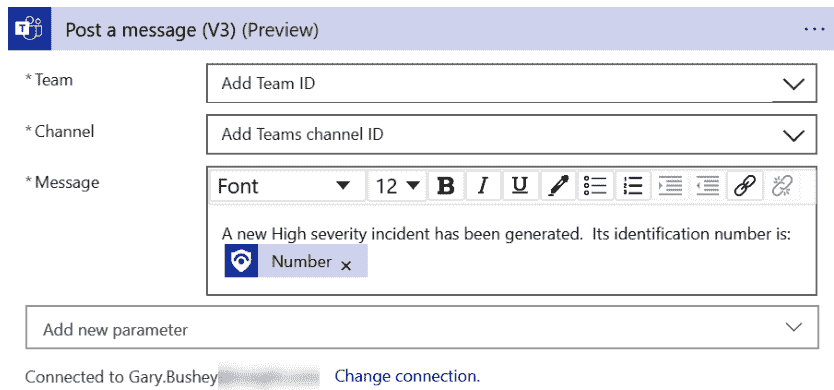 Post a message (V3) (Preview)
* Team
Add Team ID
* Channel
Add Teams channel ID
* Message
Font 12 B I U
A new High severity incident has been generated. Its identification number is:
Number ×
Add new parameter
Connected to Gary.Bushey Change connection.